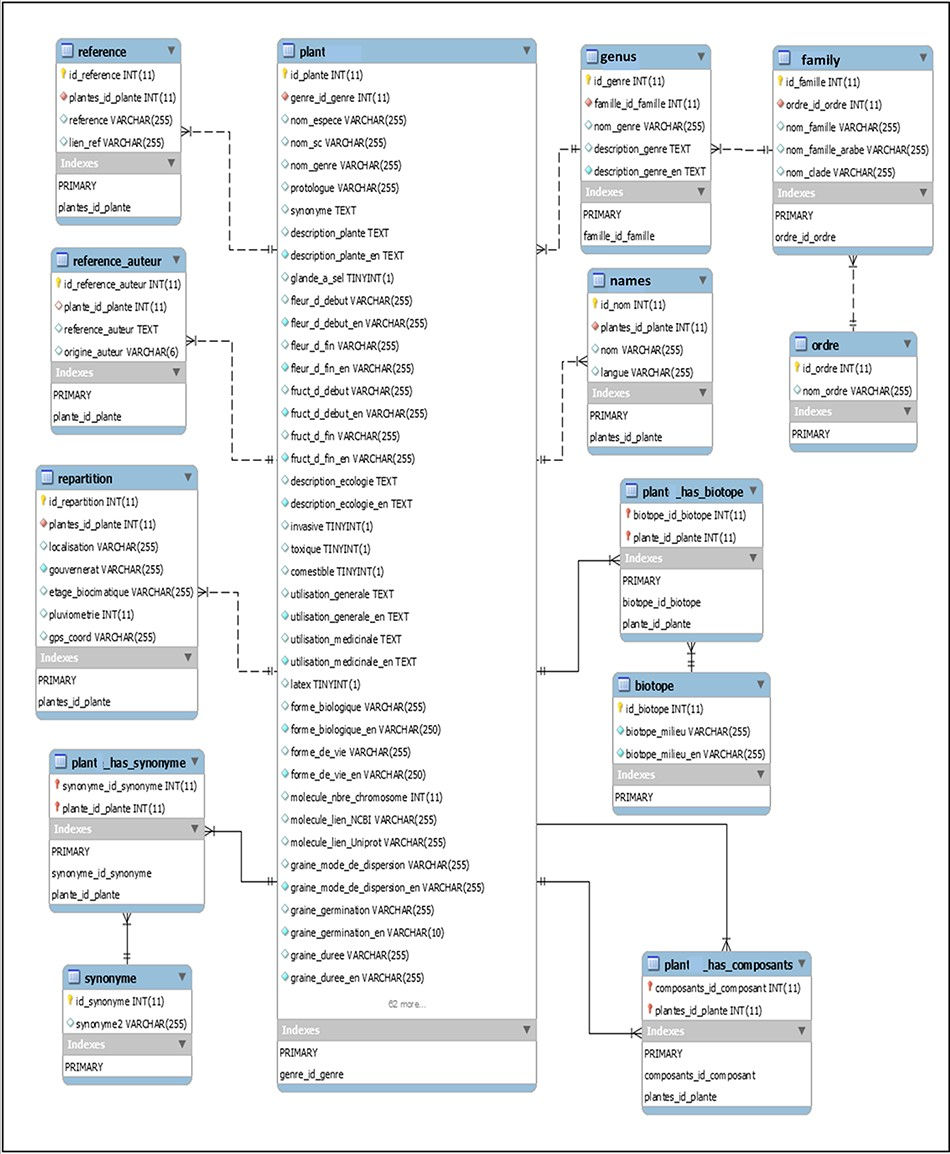 reference
id_reference INT(11)
plantes_id_plante INT(11)
reference VARCHAR(255)
lien_ref VARCHAR(255)
Indexes
PRIMARY
plantes_id_plante
reference_auteur
id_reference_auteur INT(11)
plante_id_plante INT(11)
reference_auteur TEXT
origine_auteur VARCHAR(6)
Indexes
PRIMARY
plante_id_plante
repartition
id_repartition INT(11)
plantes_id_plante INT(11)
localisation VARCHAR(255)
gouvernerat VARCHAR(255)
etage_biocimatique VARCHAR(255)
pluviometrie INT(11)
gps_coord VARCHAR(255)
Indexes
PRIMARY
plantes_id_plante
plant _has_synonyme
synonyme_id_synonyme INT(11)
plante_id_plante INT(11)
Indexes
PRIMARY
synonyme_id_synonyme
plante_id_plante
synonyme
id_synonyme INT(11)
synonyme2 VARCHAR(255)
Indexes
PRIMARY
plant
id_plante INT(11)
genre_id_genre INT(11)
nom_espece VARCHAR(255)
nom_sc VARCHAR(255)
nom_genre VARCHAR(255)
protologue VARCHAR(255)
synonyme TEXT
description_plante TEXT
description_plante_en TEXT
glande_a_sel TINYINT(1)
fleur_d_debut VARCHAR(255)
fleur_d_debut_en VARCHAR(255)
fleur_d_fin VARCHAR(255)
fleur_d_fin_en VARCHAR(255)
fruct_d_debut VARCHAR(255)
fruct_d_debut_en VARCHAR(255)
fruct_d_fin VARCHAR(255)
fruct_d_fin_en VARCHAR(255)
description_ecologie TEXT
description_ecologie_en TEXT
invasive TINYINT(1)
toxique TINYINT(1)
comestible TINYINT(1)
utilisation_generale TEXT
utilisation_generale_en TEXT
utilisation_medicinale TEXT
utilisation_medicinale_en TEXT
latex TINYINT(1)
forme_biologique VARCHAR(255)
forme_biologique_en VARCHAR(250)
forme_de_vie VARCHAR(255)
forme_de_vie_en VARCHAR(250)
molecule_nbre_chromosome INT(11)
molecule_lien_NCBI VARCHAR(255)
molecule_lien_Uniprot VARCHAR(255)
graine_mode_de_dispersion VARCHAR(255)
graine_mode_de_dispersion_en VARCHAR(255)
graine_germination VARCHAR(255)
graine_germination_en VARCHAR(10)
graine_duree VARCHAR(255)
graine_duree_en VARCHAR(255)
62 more...
Indexes
PRIMARY
genre_id_genre
genus
id_genre INT(11)
famille_id_famille INT(11)
nom_genre VARCHAR(255)
description_genre TEXT
description_genre_en TEXT
Indexes
PRIMARY
famille_id_famille
family
id_famille INT(11)
ordre_id_ordre INT(11)
nom_famille VARCHAR(255)
nom_famille_arabe VARCHAR(255)
nom_clade VARCHAR(255)
Indexes
PRIMARY
ordre_id_ordre
names
id_nom INT(11)
plantes_id_plante INT(11)
nom VARCHAR(255)
langue VARCHAR(255)
Indexes
PRIMARY
plantes_id_plante
ordre
id_ordre INT(11)
nom_ordre VARCHAR(255)
Indexes
PRIMARY
plant _has_biotope
biotope_id_biotope INT(11)
plante_id_plante INT(11)
Indexes
PRIMARY
biotope_id_biotope
plante_id_plante
biotope
id_biotope INT(11)
biotope_milieu VARCHAR(255)
biotope_milieu_en VARCHAR(255)
Indexes
PRIMARY
plant _has_composants
composants_id_composant INT(11)
plantes_id_plante INT(11)
Indexes
PRIMARY
composants_id_composant
plantes_id_plante